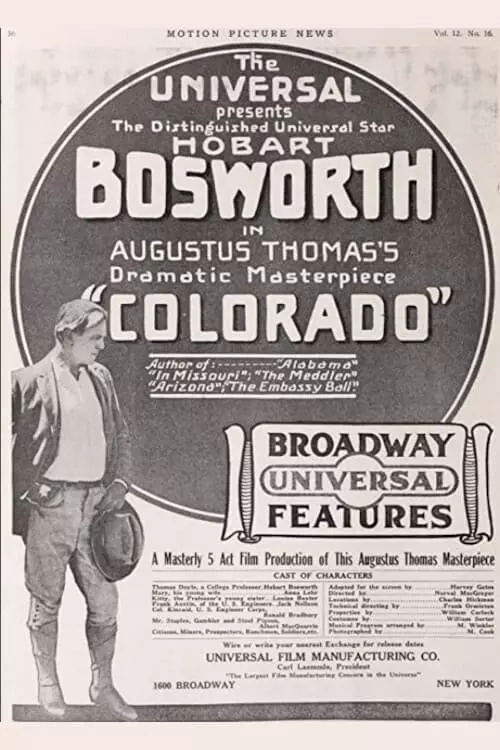 36
MOTION PICTURE NEWS
Vol. 12. No. 16.
The
UNIVERSAL
presents
The Distinguished Universal Star
HOBART
BOSWORTH
IN
AUGUSTUS THOMAS'S
Dramatic Masterpiece
"COLORADO"
Author of:---------"Alabama"
"In Missouri"; "The Meddler"
"Arizona"; "The Embassy Ball".
BROADWAY
UNIVERSAL
FEATURES
A Masterly 5 Act Film Production of This Augustus Thomas Masterpiece
CAST OF CHARACTERS
Thomas Doyle, a College Professor. Hobart Bosworth
Mary, his young wife.........Anna Lehr
Kitty, the Professor's young sister..Louise Baxter
Frank Austin, of the U. S. Engineers..Jack Nelson
Col. Kincaid, U. S. Engineer Corps,
Ronald Bradbury
Mr. Staples, Gambler and Stool Pigeon,
Albert MacQuarrie
Citizens, Miners, Prospectors, Ranchmen, Soldiers, etc.
Adapted for the screen by..........Harvey Gates
Directed by..........Norval MacGregor
Locations by..........Charles Hickman
Technical directing by..........Frank Ormston
Properties by..........William Carlock
Costumes by..........William Sorter
Musical Program arranged by..........M. Winkler
Photographed by..........M. Cook
Wire or write your nearest Exchange for release dates
UNIVERSAL FILM MANUFACTURING CO.
Carl Laemmle, President
"The Largest Film Manufacturing Concern in the Universe"
1600 BROADWAY
NEW YORK